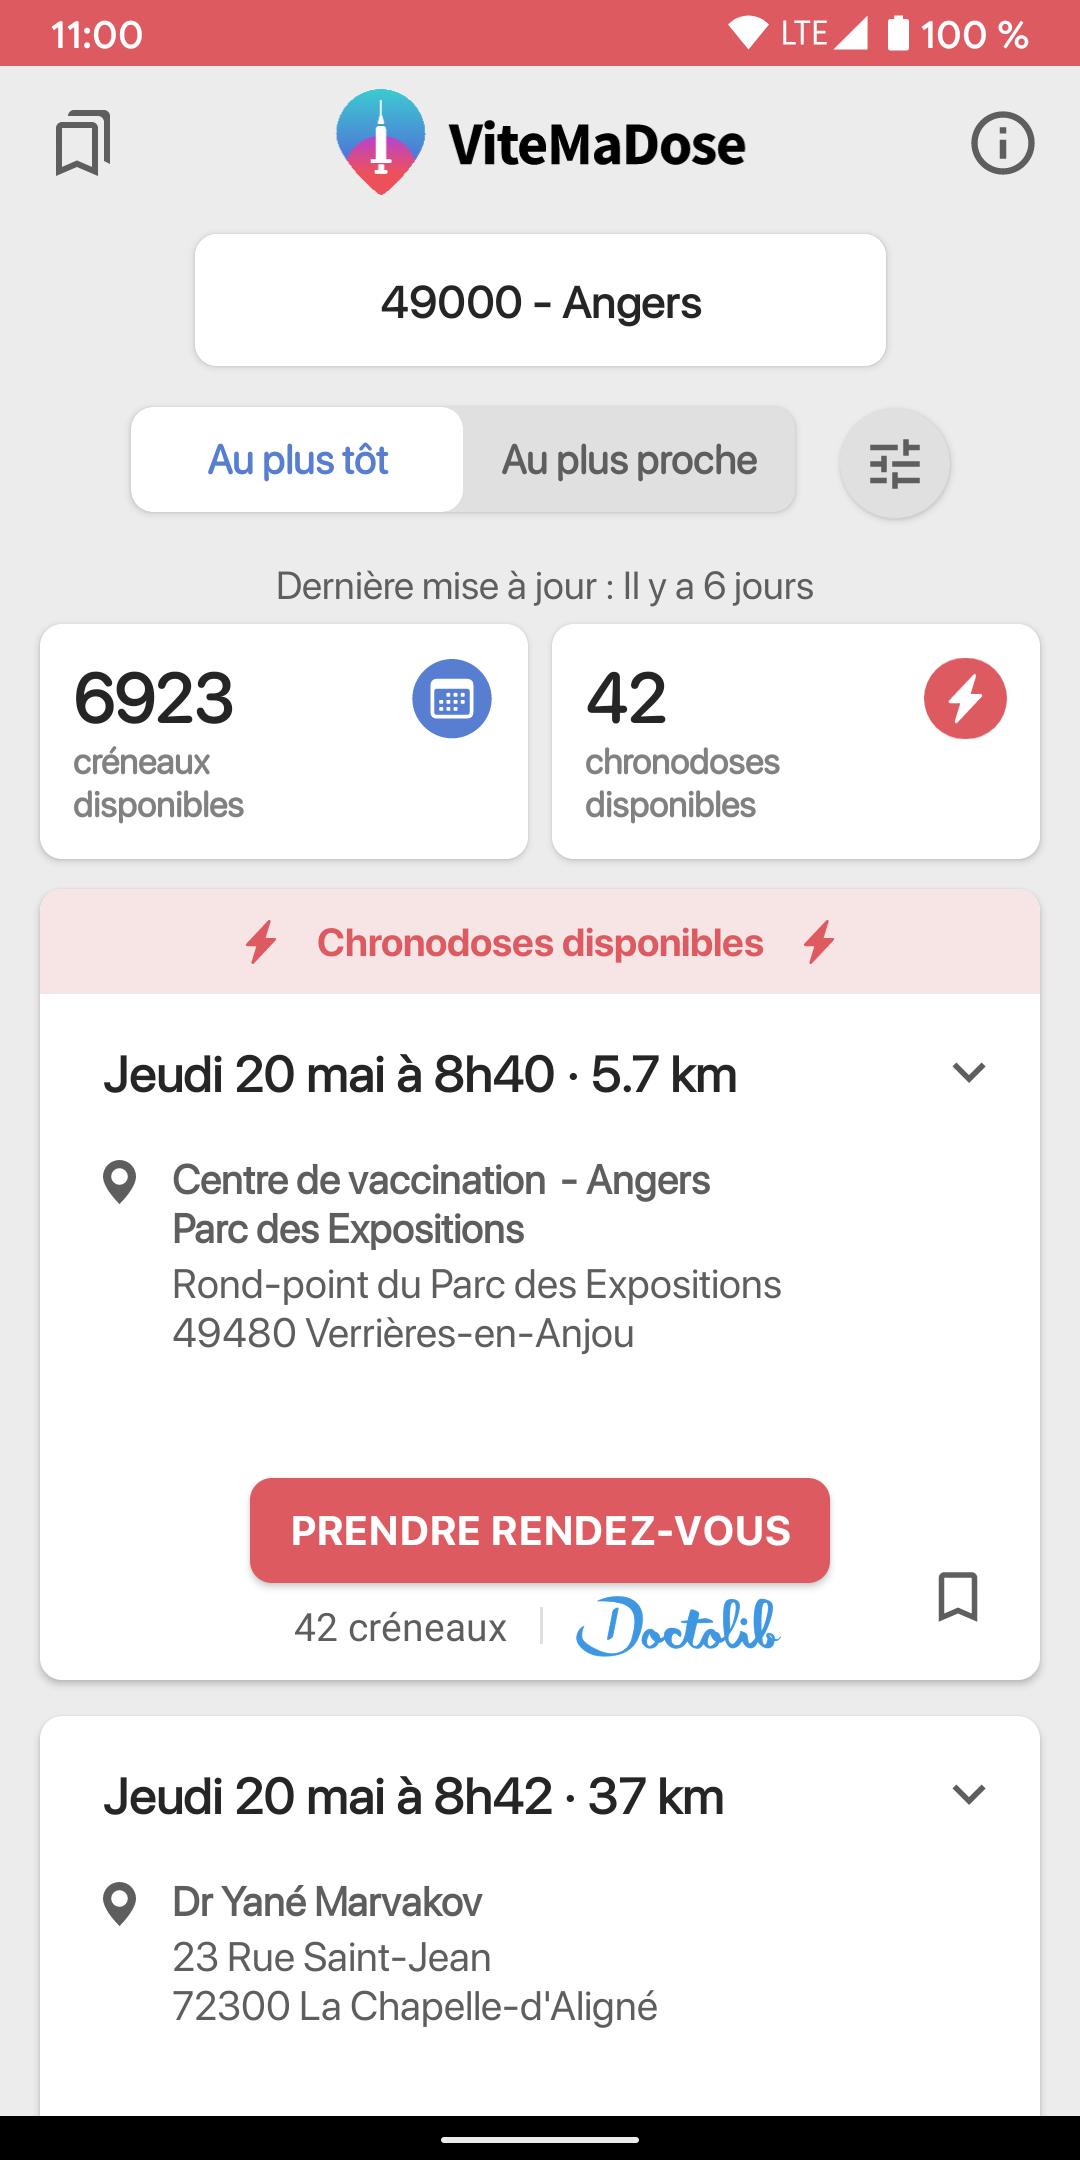 11:00
LTE 100 %
ViteMaDose
49000 - Angers
Au plus tôt
Au plus proche
Dernière mise à jour : Il y a 6 jours
6923
créneaux
disponibles
42
chronodoses
disponibles
Chronodoses disponibles
Jeudi 20 mai à 8h40 · 5.7 km
Centre de vaccination - Angers
Parc des Expositions
Rond-point du Parc des Expositions
49480 Verrières-en-Anjou
PRENDRE RENDEZ-VOUS
42 créneaux
Doctolib
Jeudi 20 mai à 8h42 · 37 km
Dr Yané Marvakov
23 Rue Saint-Jean
72300 La Chapelle-d'Aligné